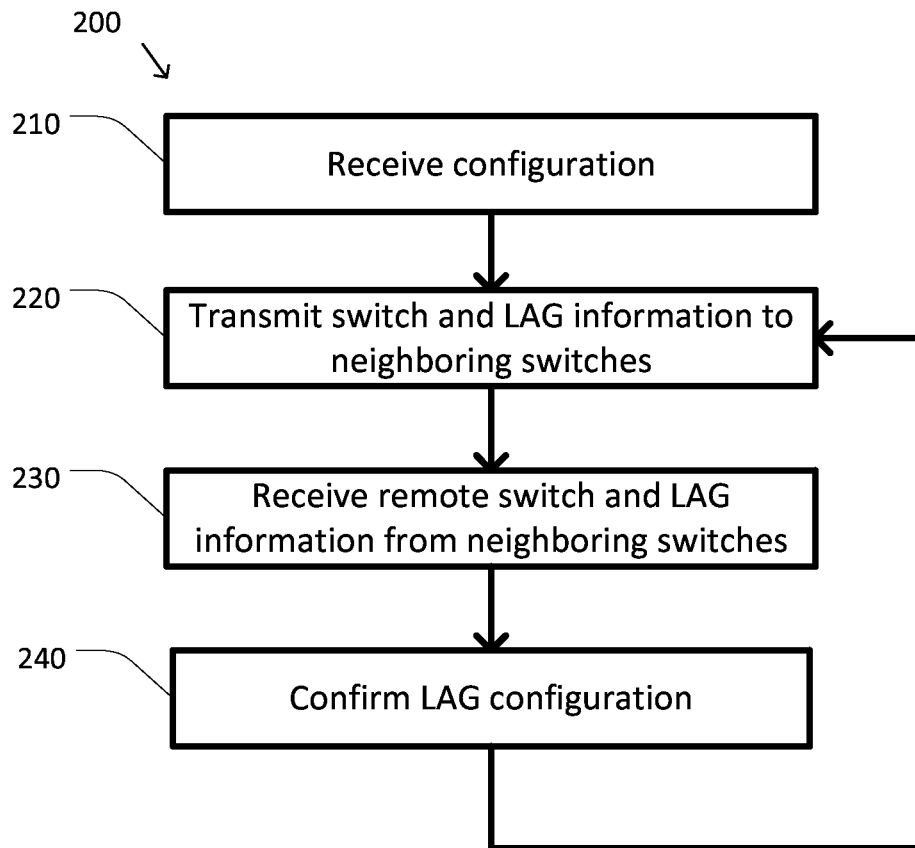 200
210
Receive configuration
220
Transmit switch and LAG information to
neighboring switches
230
Receive remote switch and LAG
information from neighboring switches
240
Confirm LAG configuration